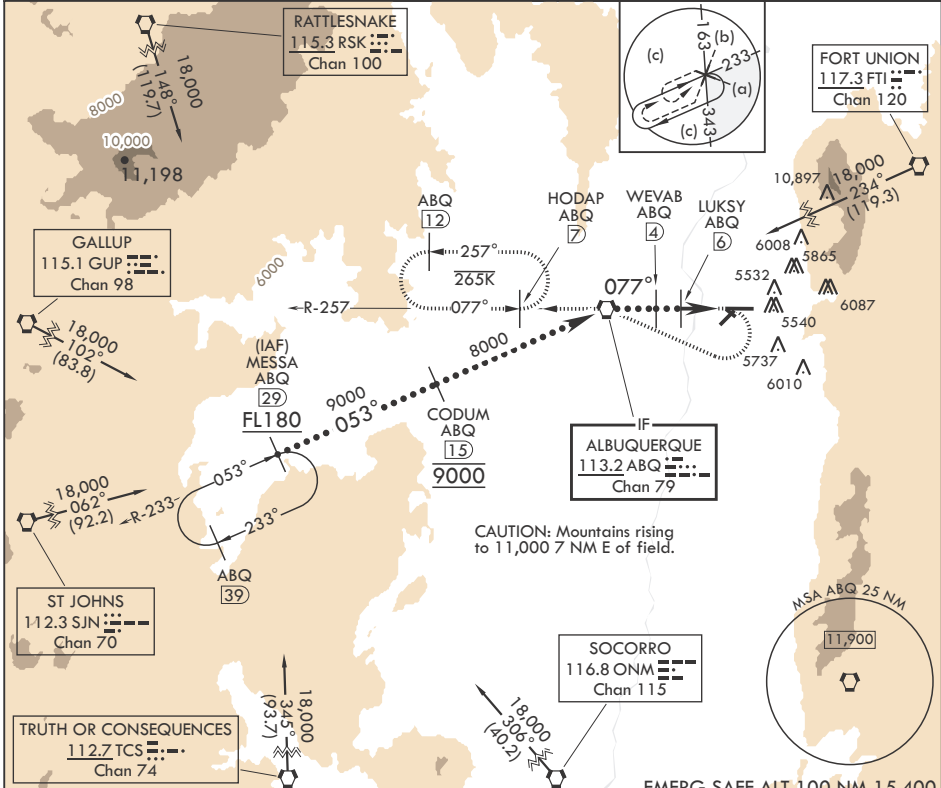 RATTLESNAKE
115.3 RSK
Chan 100
18,000
148°
(119.7)
8000
10,000
11,198
163
(b)
(c)
233
(a)
(c)
343
FORT UNION
117.3 FTI
Chan 120
10,897
18,000
234°
(119.3)
6008
5865
5532
6087
5540
5737
6010
GALLUP
115.1 GUP
Chan 98
18,000
102°
(83.8)
6000
ABQ
12
HODAP
ABQ
7
WEVAB
ABQ
4
LUKSY
ABQ
6
257°
265K
077°
R-257
077°
8000
(IAF)
MESSA
ABQ
29
FL180
9000
053°
CODUM
ABQ
15
9000
IF
ALBUQUERQUE
113.2 ABQ
Chan 79
053°
233°
R-233
18,000
062°
(92.2)
ABQ
39
CAUTION: Mountains rising
to 11,000 7 NM E of field.
ST JOHNS
112.3 SJN
Chan 70
MSA ABQ 25 NM
11,900
SOCORRO
116.8 ONM
Chan 115
18,000
306°
(40.2)
18,000
345°
(93.7)
TRUTH OR CONSEQUENCES
112.7 TCS
Chan 74
EMERG SAFE ALT 100 NM 15,400